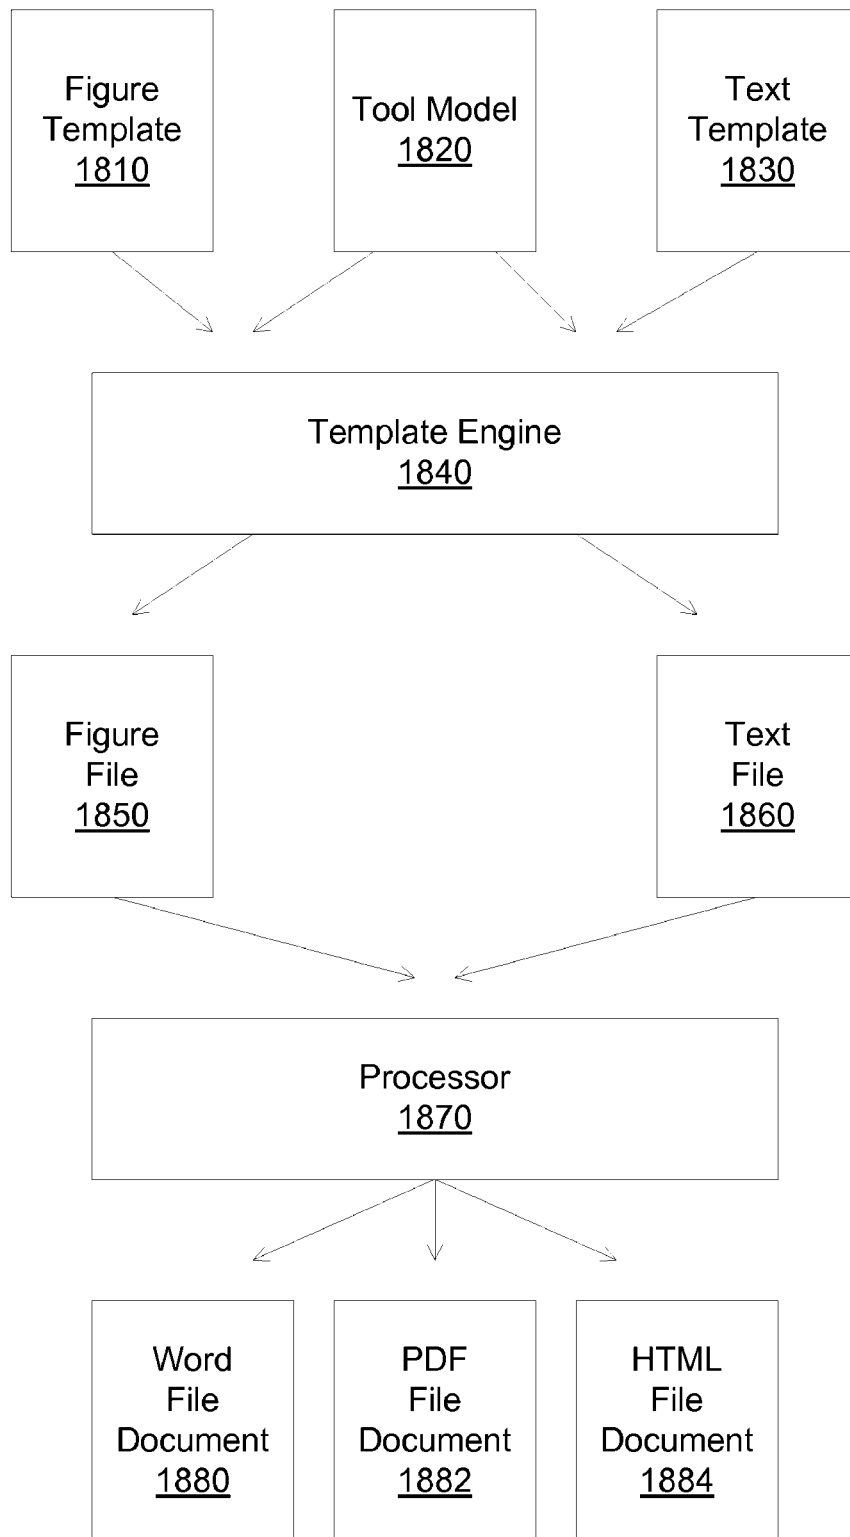 Figure
Template
1810
Tool Model
1820
Text
Template
1830
Template Engine
1840
Figure
File
1850
Text
File
1860
Processor
1870
Word
File
Document
1880
PDF
File
Document
1882
HTML
File
Document
1884